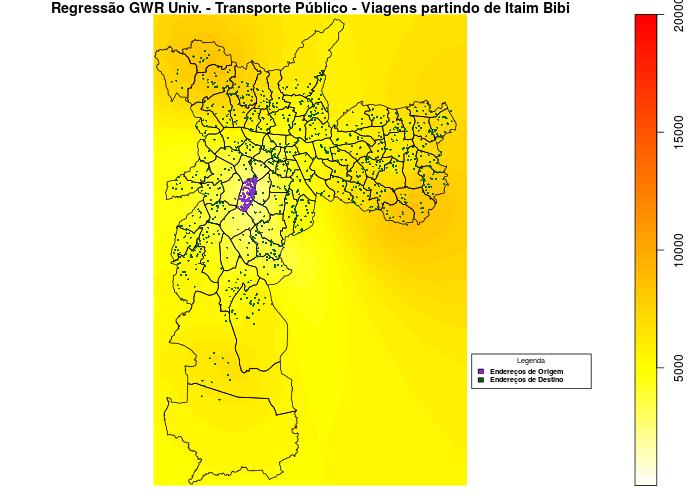 Regressão GWR Univ. - Transporte Público - Viagens partindo de Itaim Bibi
20000
15000
10000
5000
Legenda
Endereços de Origem
Endereços de Destino